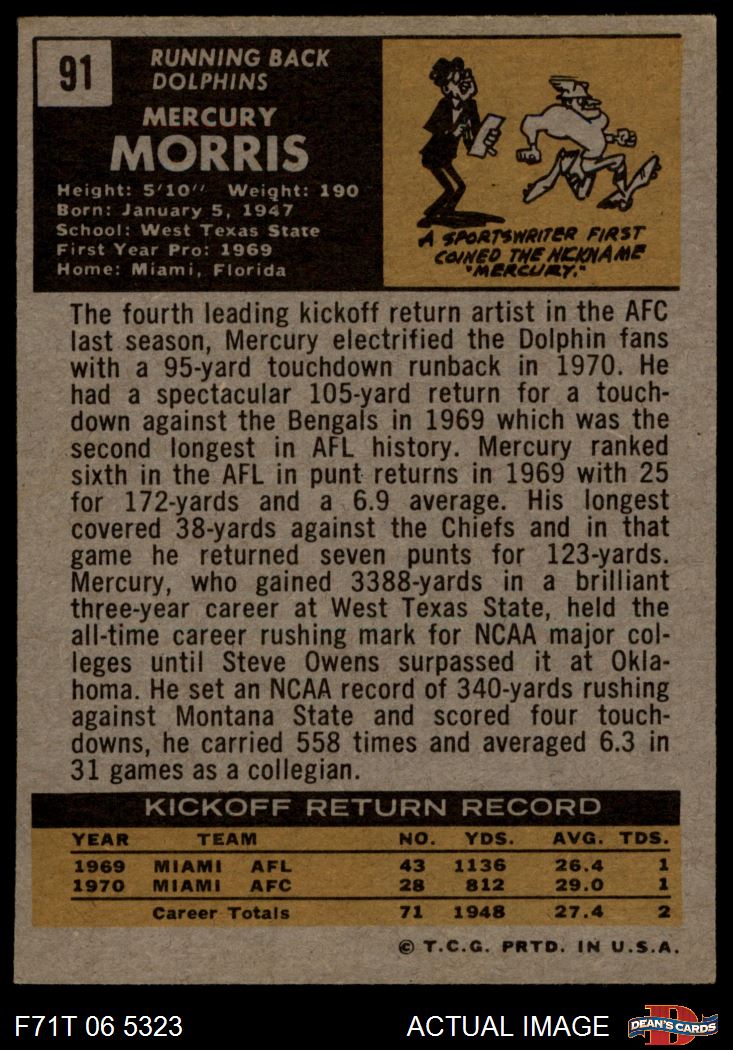 91
RUNNING BACK
DOLPHINS
MERCURY
MORRIS
Height: 5'10" Weight: 190
Born: January 5, 1947
School: West Texas State
First Year Pro: 1969
Home: Miami, Florida
A SPORTSWRITER FIRST
COINED THE NICKNAME
"MERCURY."
The fourth leading kickoff return artist in the AFC
last season, Mercury electrified the Dolphin fans
with a 95-yard touchdown runback in 1970. He
had a spectacular 105-yard return for a touch-
down against the Bengals in 1969 which was the
second longest in AFL history. Mercury ranked
sixth in the AFL in punt returns in 1969 with 25
for 172-yards and a 6.9 average. His longest
covered 38-yards against the Chiefs and in that
game he returned seven punts for 123-yards.
Mercury, who gained 3388-yards in a brilliant
three-year career at West Texas State, held the
all-time career rushing mark for NCAA major col-
leges until Steve Owens surpassed it at Okla-
homa. He set an NCAA record of 340-yards rushing
against Montana State and scored four touch-
downs, he carried 558 times and averaged 6.3 in
31 games as a collegian.
KICKOFF RETURN RECORD
YEAR TEAM NO. YDS. AVG. TDS.
1969 MIAMI AFL 43 1136 26.4 1
1970 MIAMI AFC 28 812 29.0 1
Career Totals 71 1948 27.4 2
© T.C.G. PRTD. IN U.S.A.
F71T 06 5323 ACTUAL IMAGE DEAN'S CARDS